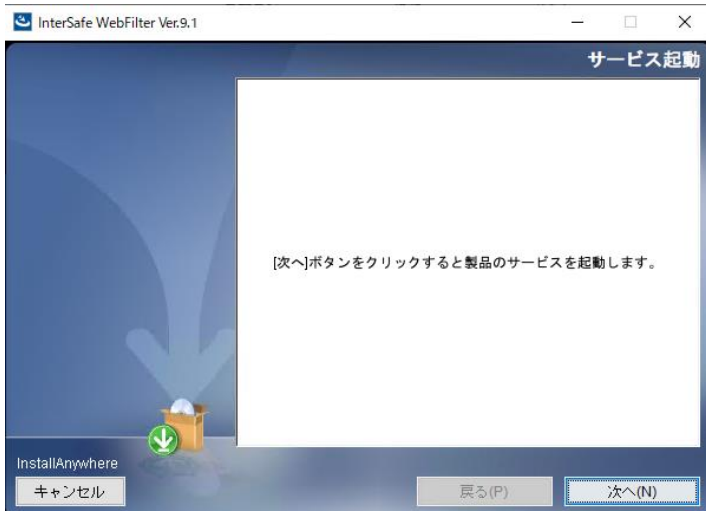 InterSafe WebFilter Ver.9.1
サービス起動
[次へ]ボタンをクリックすると製品のサービスを起動します。
InstallAnywhere
キャンセル
戻る(P)
次へ(N)